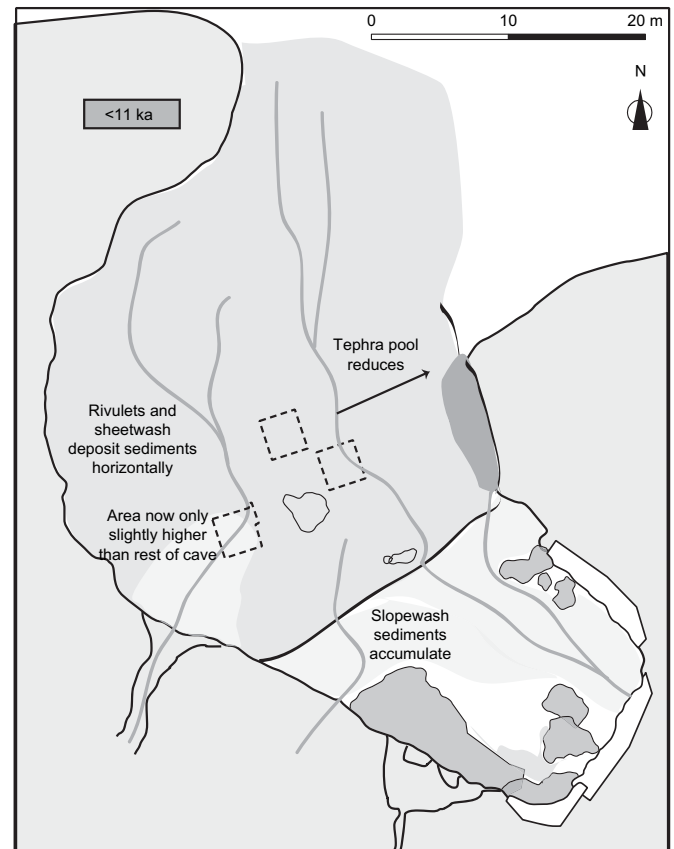 0 10 20 m
N
<11 ka
Tephra pool
reduces
Rivulets and
sheetwash
deposit sediments
horizontally
Area now only
slightly higher
than rest of cave
Slopewash
sediments
accumulate